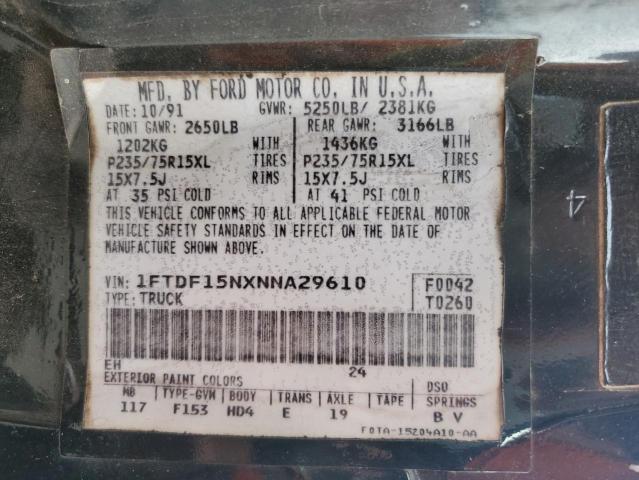 MFD. BY FORD MOTOR CO. IN U.S.A.
DATE: 10/91 GVWR: 5250LB/ 2381KG
FRONT GAWR: 2650LB REAR GAWR: 3166LB
1202KG WITH 1436KG WITH
P235/75R15XL TIRES P235/75R15XL TIRES
15X7.5J RIMS 15X7.5J RIMS
AT 35 PSI COLD AT 41 PSI COLD
THIS VEHICLE CONFORMS TO ALL APPLICABLE FEDERAL MOTOR
VEHICLE SAFETY STANDARDS IN EFFECT ON THE DATE OF
MANUFACTURE SHOWN ABOVE.
VIN: 1FTDF15NXNNA29610 F0042
TYPE: TRUCK T0260
EH 24
EXTERIOR PAINT COLORS DSO
WB TYPE-GVW BODY TRANS AXLE TAPE SPRINGS
117 F153 HD4 E 19 B V
F0TA-15204A10-AA
4